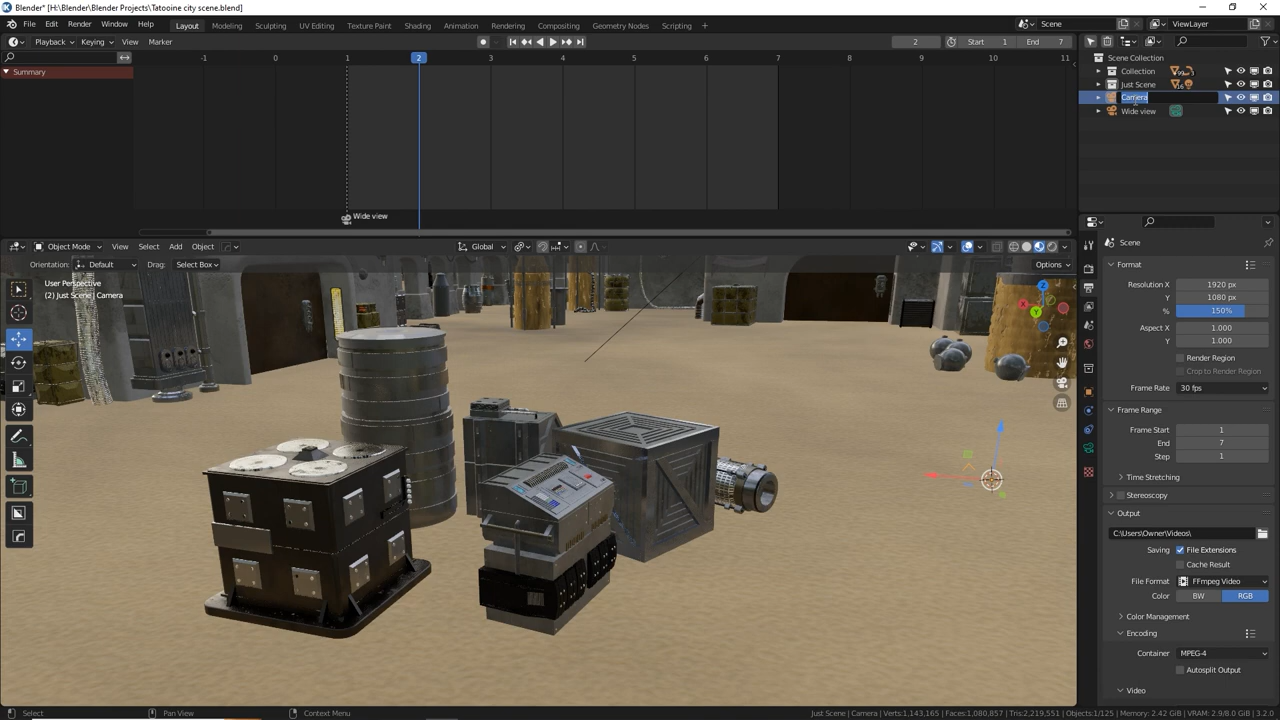 Blender* [H:\Blender\Blender Projects\Tatooine city scene.blend]
File Edit Render Window Help Layout Modeling Sculpting UV Editing Texture Paint Shading Animation Rendering Compositing Geometry Nodes Scripting + Scene ViewLayer
Playback Keying View Marker 2 Start 1 End 7
-1 0 1 2 3 4 5 6 7 8 9 10 11
Summary
Wide view
Scene Collection
Collection
Just Scene 16
Camera
Wide view
Object Mode View Select Add Object Global
Orientation: Default Drag: Select Box Options
User Perspective
(2) Just Scene | Camera
Z
X
Y
Scene
Format
Resolution X 1920 px
Y 1080 px
% 150%
Aspect X 1.000
Y 1.000
Render Region
Crop to Render Region
Frame Rate 30 fps
Frame Range
Frame Start 1
End 7
Step 1
Time Stretching
Stereoscopy
Output
C:\Users\Owner\Videos\
Saving File Extensions
Cache Result
File Format FFmpeg Video
Color BW RGB
Color Management
Encoding
Container MPEG-4
Autosplit Output
Video
Select Pan View Context Menu Just Scene | Camera | Verts:1,143,165 | Faces:1,080,857 | Tris:2,219,551 | Objects:1/125 | Memory: 2.42 GiB | VRAM: 2.9/8.0 GiB | 3.2.0